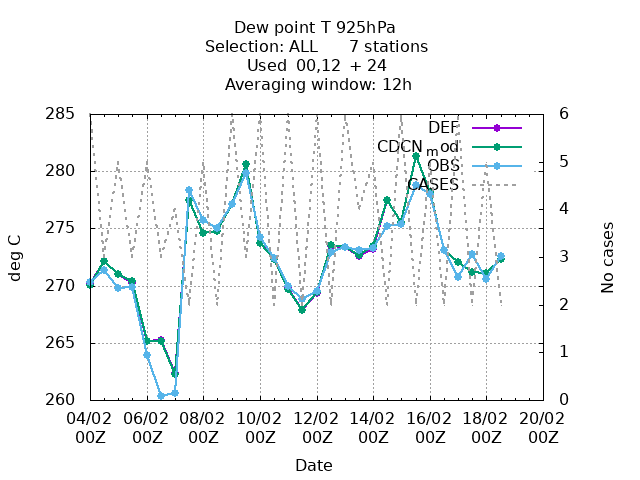 Dew point T 925hPa
Selection: ALL 7 stations
Used 00,12 + 24
Averaging window: 12h
285
280
275
270
265
260
deg C
6
5
4
3
2
1
0
No cases
DEF
CDCN_mod
OBS
CASES
04/02 06/02 08/02 10/02 12/02 14/02 16/02 18/02 20/02
00Z 00Z 00Z 00Z 00Z 00Z 00Z 00Z 00Z
Date